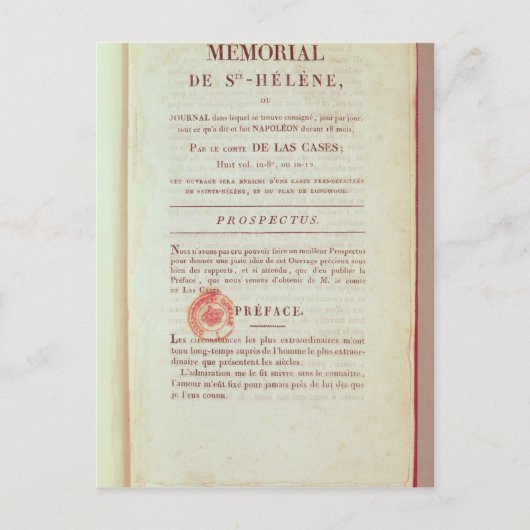 MÉMORIAL
DE STE-HÉLÈNE,
OU
JOURNAL dans lequel se trouve consigné, jour par jour,
tout ce qu'a dit et fait NAPOLÉON durant 18 mois,
PAR LE COMTE DE LAS CASES;
Huit vol. in-8°, ou in-12.
CET OUVRAGE SERA ENRICHI D'UNE CARTE TRÈS-DÉTAILLÉE
DE SAINTE-HÉLÈNE, ET DU PLAN DE LONGWOOD.
PROSPECTUS.
Nous n'avons pas cru pouvoir faire un meilleur Prospectus
pour donner une juste idée de cet Ouvrage précieux sous
bien des rapports, et si attendu, que d'en publier la
Préface, que nous venons d'obtenir de M. le comte
DE LAS CASES.
PRÉFACE.
Les circonstances les plus extraordinaires m'ont
tenu long-temps auprès de l'homme le plus extraor-
dinaire que présentent les siècles.
L'admiration me le fit suivre sans le connaître,
l'amour m'eût fixé pour jamais près de lui dès que
je l'eus connu.